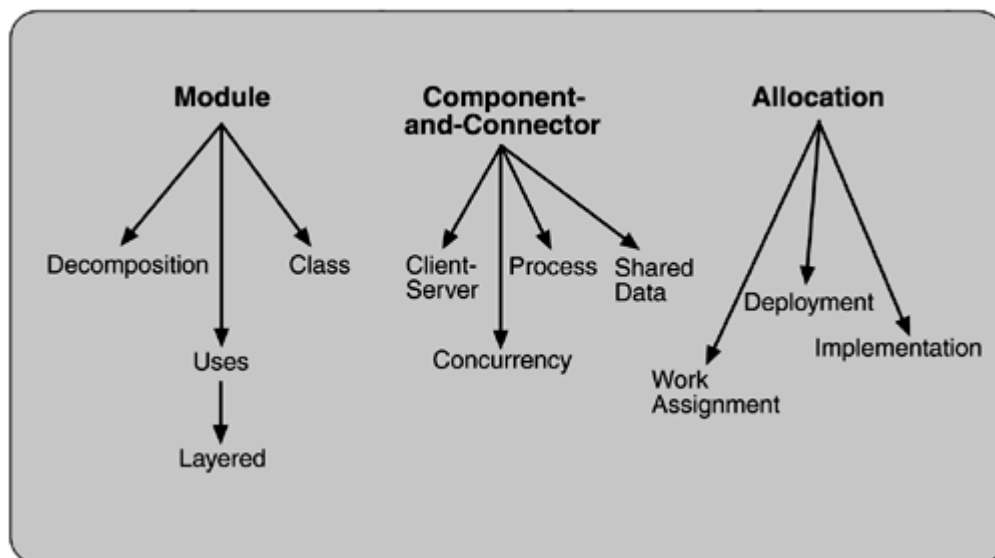 Module
Component-
and-Connector
Allocation
Decomposition
Class
Client-
Server
Process
Shared
Data
Deployment
Uses
Concurrency
Implementation
Work
Assignment
Layered